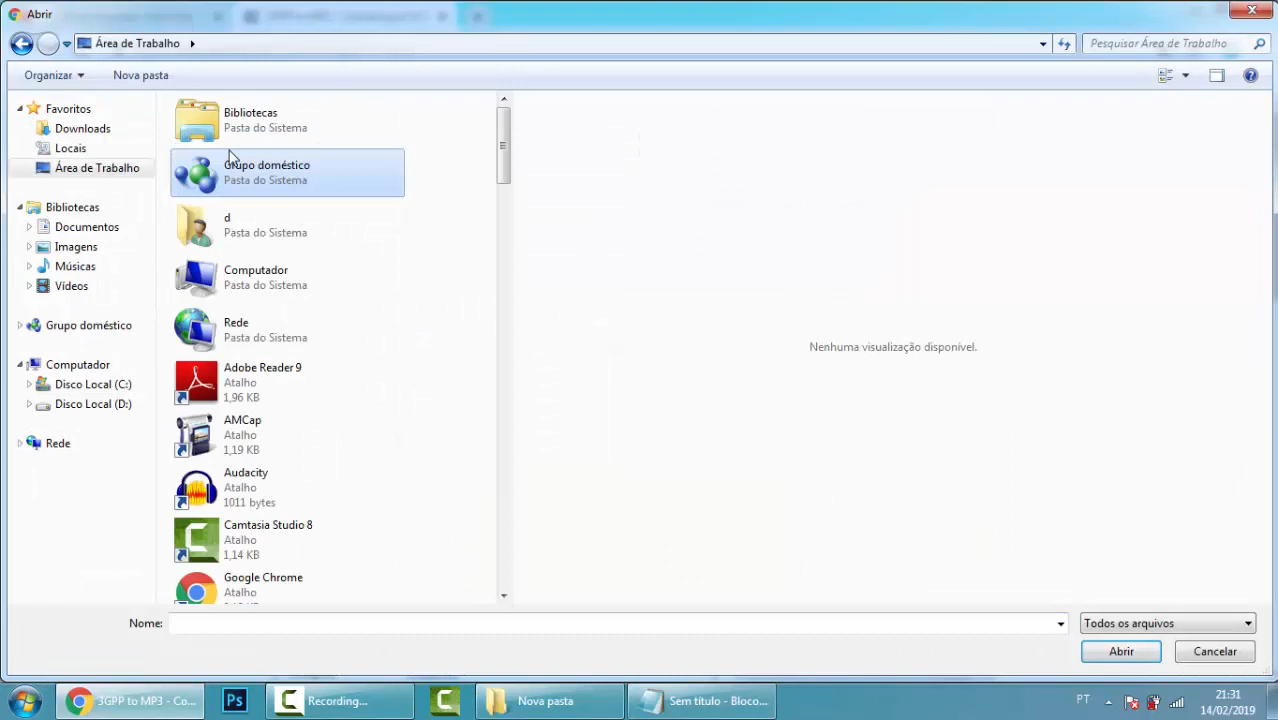 Abrir
Área de Trabalho
Pesquisar Área de Trabalho
Organizar
Nova pasta
Favoritos
Downloads
Locais
Área de Trabalho
Bibliotecas
Documentos
Imagens
Músicas
Vídeos
Grupo doméstico
Computador
Disco Local (C:)
Disco Local (D:)
Rede
Bibliotecas
Pasta do Sistema
Grupo doméstico
Pasta do Sistema
d
Pasta do Sistema
Computador
Pasta do Sistema
Rede
Pasta do Sistema
Adobe Reader 9
Atalho
1,96 KB
AMCap
Atalho
1,19 KB
Audacity
Atalho
1011 bytes
Camtasia Studio 8
Atalho
1,14 KB
Google Chrome
Atalho
Nenhuma visualização disponível.
Nome:
Todos os arquivos
Abrir
Cancelar
3GPP to MP3 - Co...
Ps
Recording...
Nova pasta
Sem título - Bloco...
PT
21:31
14/02/2019